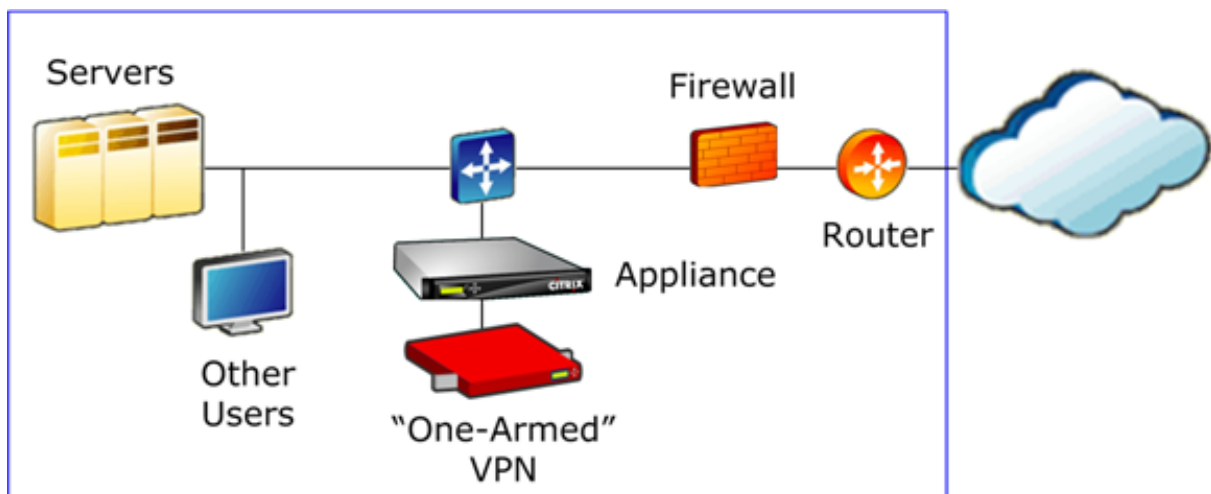 Servers
Firewall
Router
CITRIX
Appliance
Other
Users
“One-Armed”
VPN